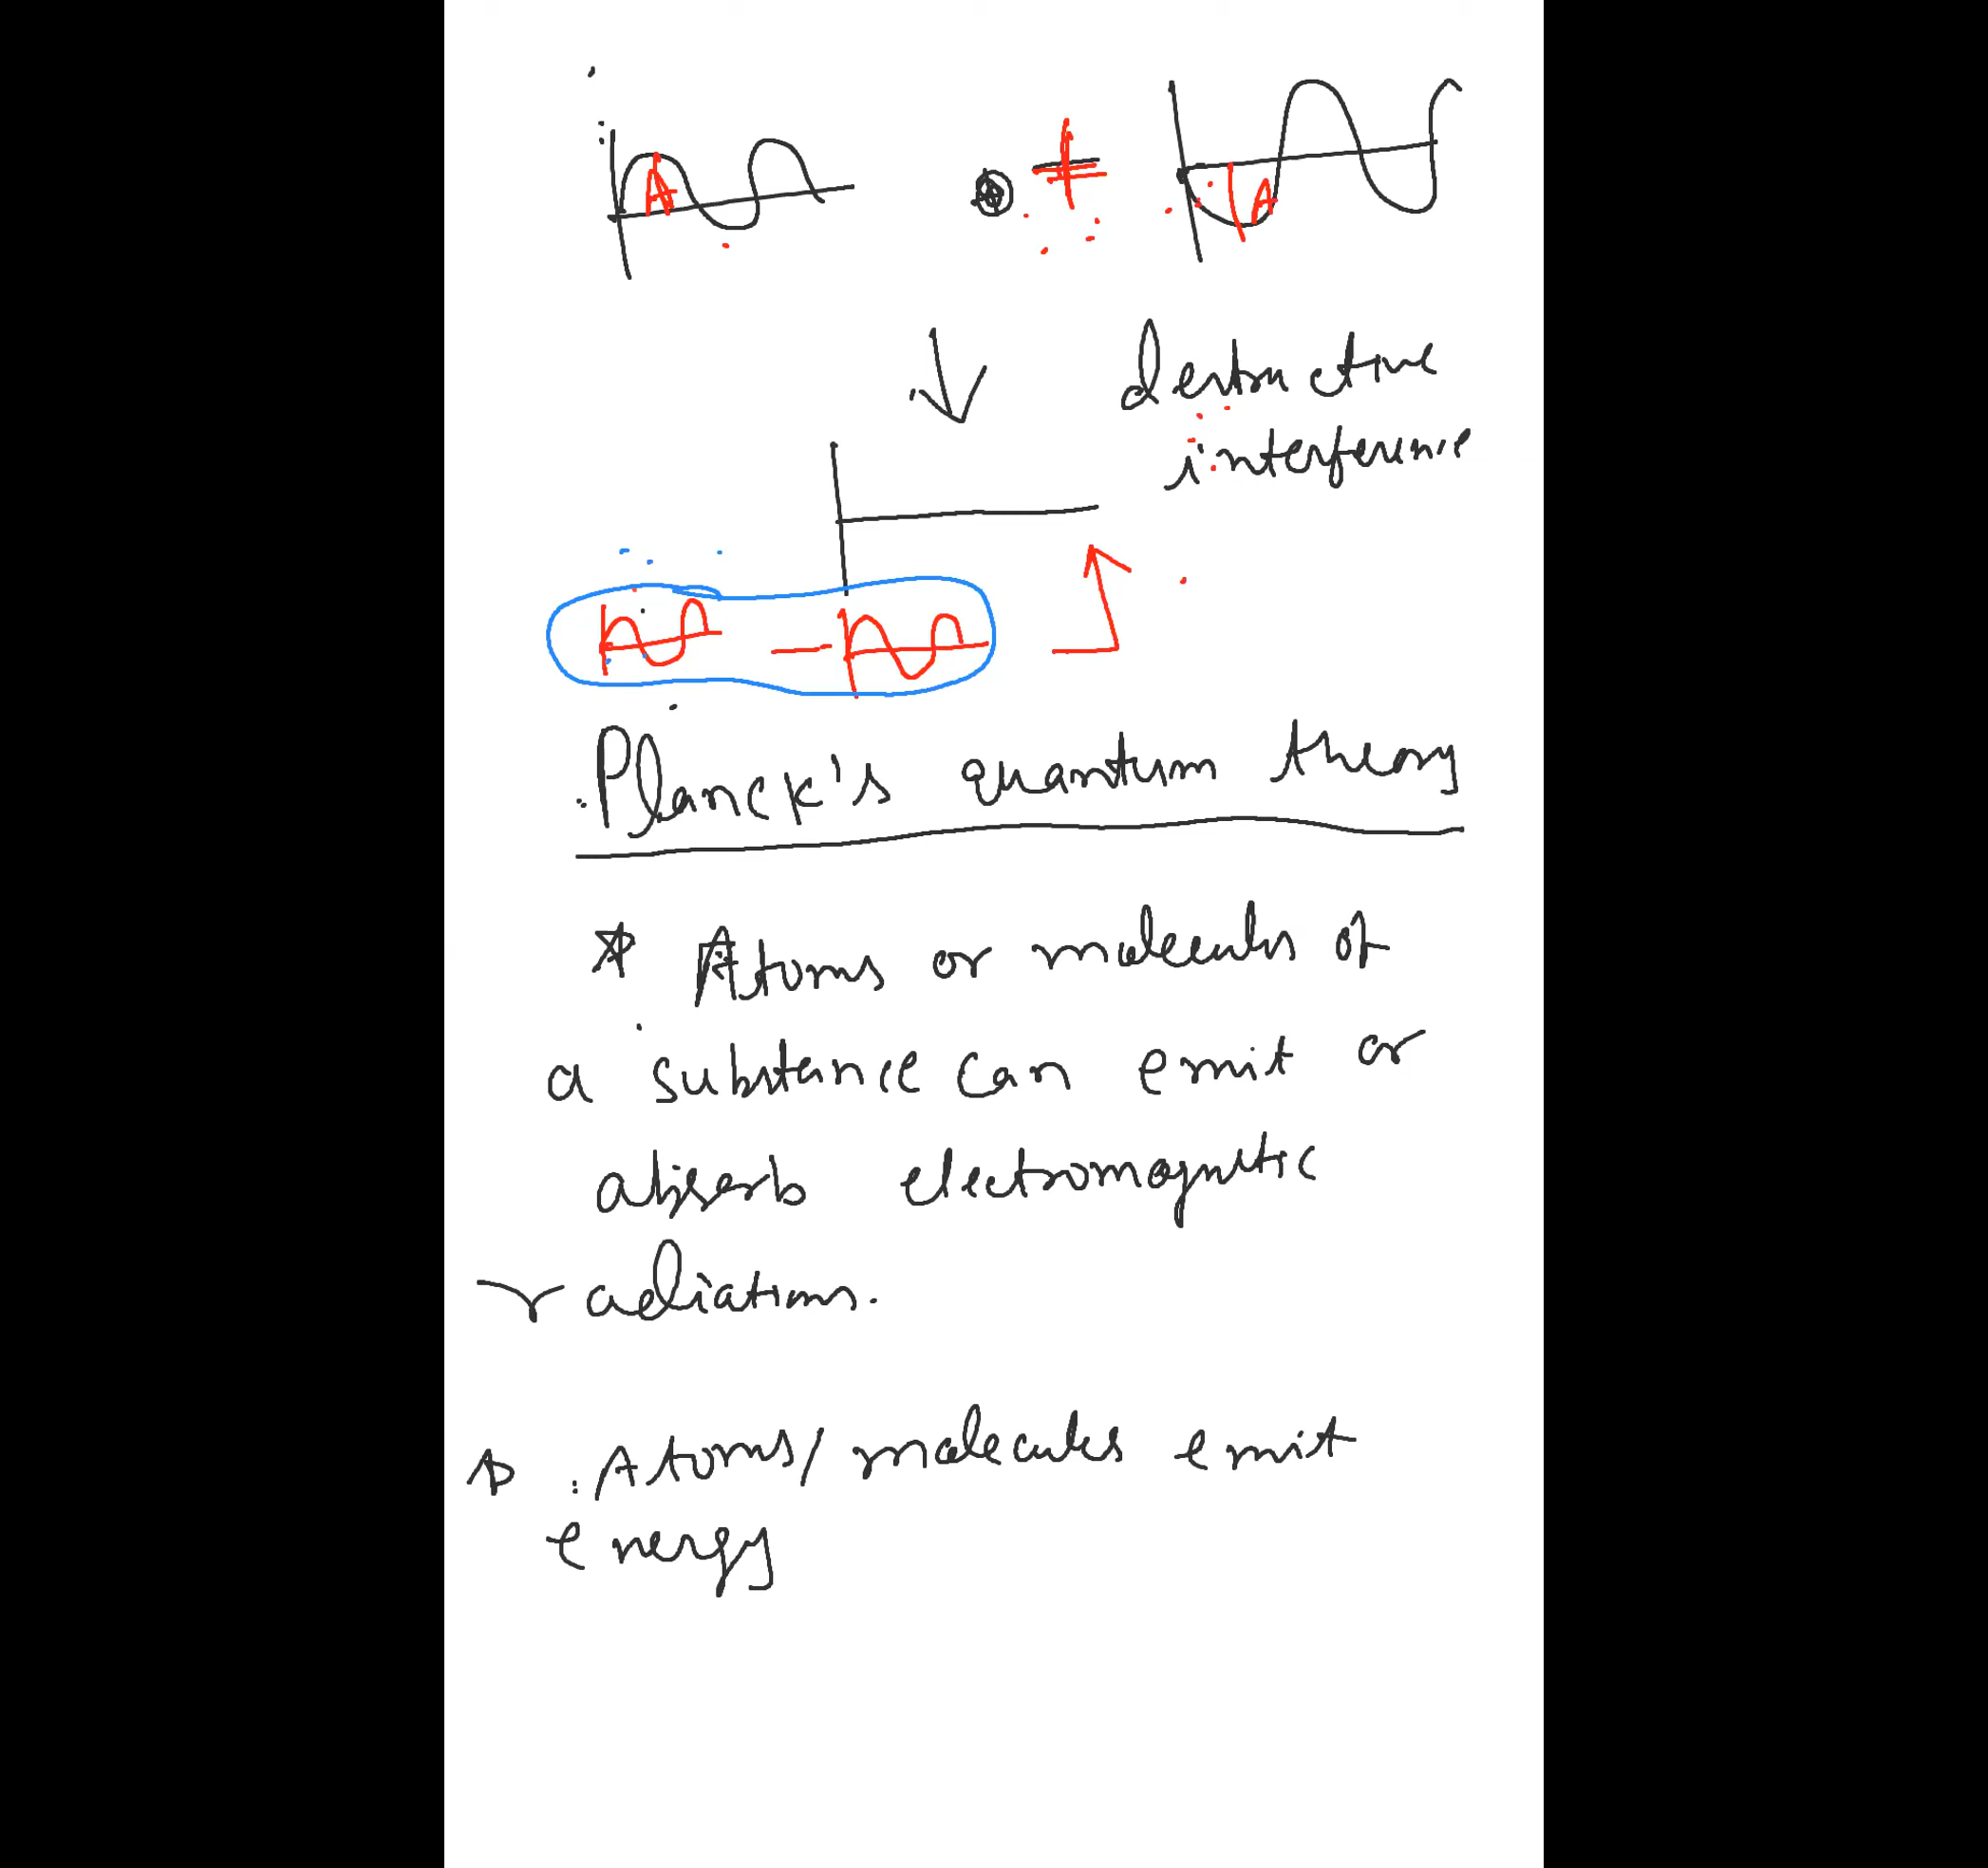 A
+
A
destructive
interference
Planck's quantum theory
* Atoms or molecules of
a substance can emit or
absorb electromagnetic
radiations.
* Atoms/molecules emit
energy